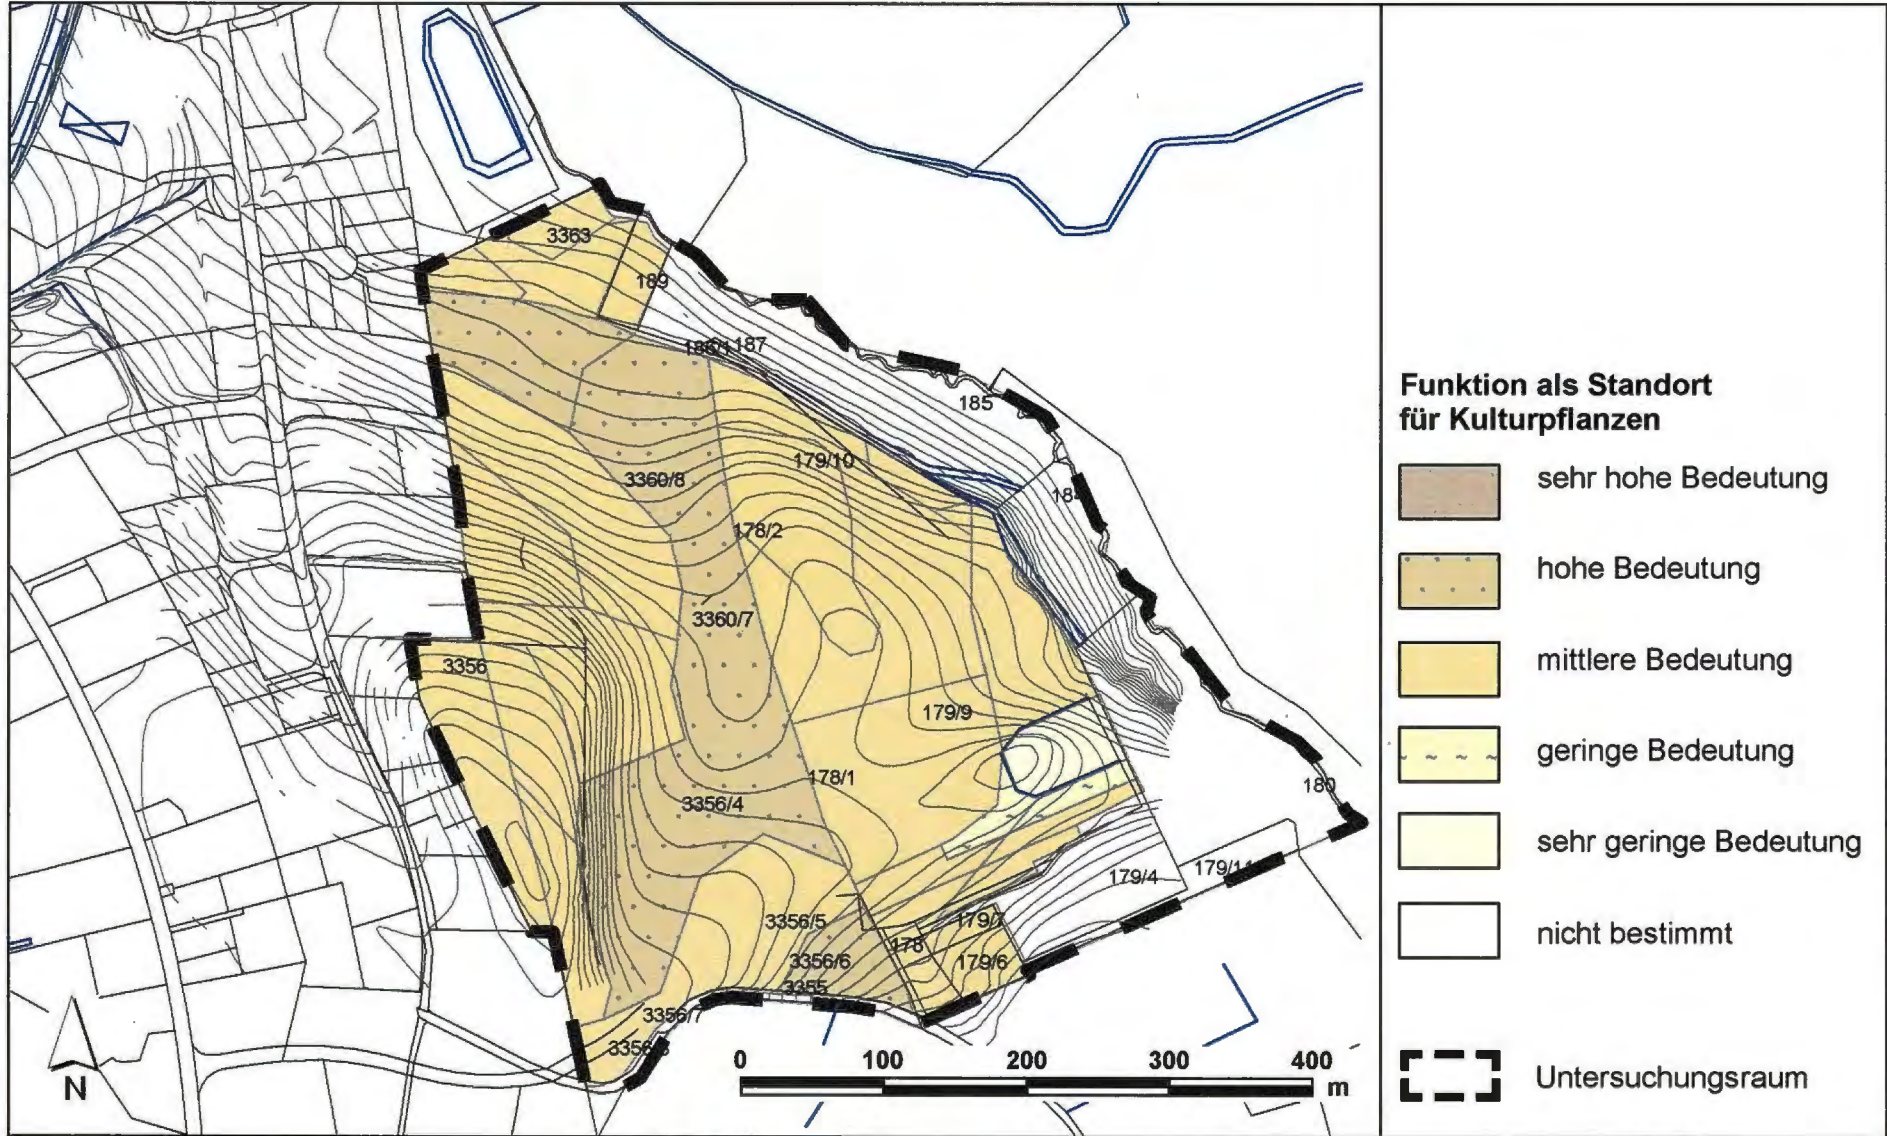 3363
189
187
185
179/10
3360/8
178/2
3360/7
3356
179/9
178/1
180
3356/4
179/4
3356/5
179/7
178
3356/6
179/6
3355
3356/7
N
0 100 200 300 400
m
Funktion als Standort
für Kulturpflanzen
sehr hohe Bedeutung
hohe Bedeutung
mittlere Bedeutung
geringe Bedeutung
sehr geringe Bedeutung
nicht bestimmt
Untersuchungsraum